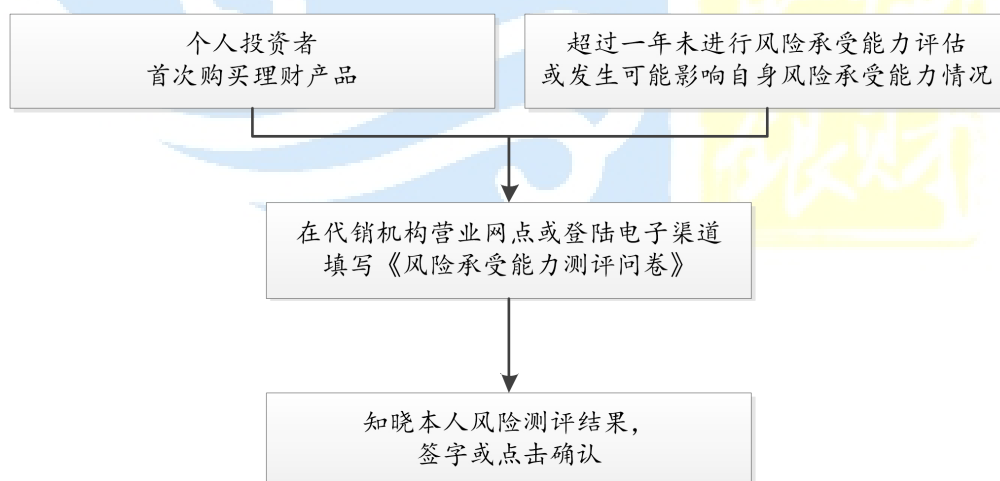 个人投资者
首次购买理财产品
超过一年未进行风险承受能力评估
或发生可能影响自身风险承受能力情况
在代销机构营业网点或登陆电子渠道
填写《风险承受能力测评问卷》
知晓本人风险测评结果，
签字或点击确认